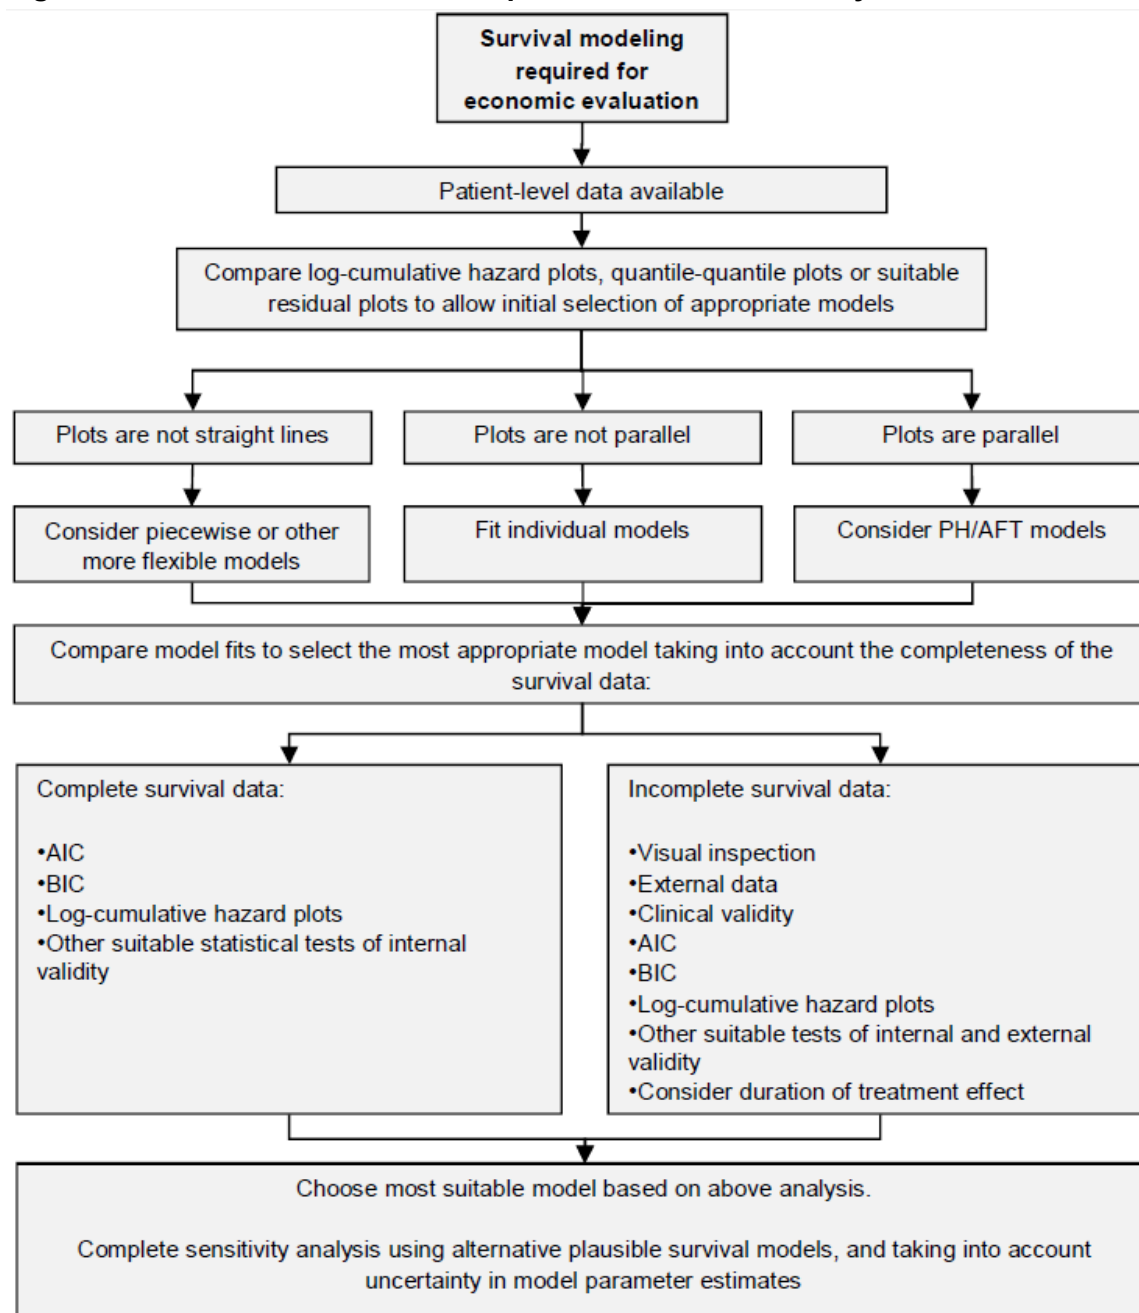 Survival modeling
required for
economic evaluation
Patient-level data available
Compare log-cumulative hazard plots, quantile-quantile plots or suitable
residual plots to allow initial selection of appropriate models
Plots are not straight lines
Plots are not parallel
Plots are parallel
Consider piecewise or other
more flexible models
Fit individual models
Consider PH/AFT models
Compare model fits to select the most appropriate model taking into account the completeness of the
survival data:
Complete survival data:
•AIC
•BIC
•Log-cumulative hazard plots
•Other suitable statistical tests of internal
validity
Incomplete survival data:
•Visual inspection
•External data
•Clinical validity
•AIC
•BIC
•Log-cumulative hazard plots
•Other suitable tests of internal and external
validity
•Consider duration of treatment effect
Choose most suitable model based on above analysis.
Complete sensitivity analysis using alternative plausible survival models, and taking into account
uncertainty in model parameter estimates